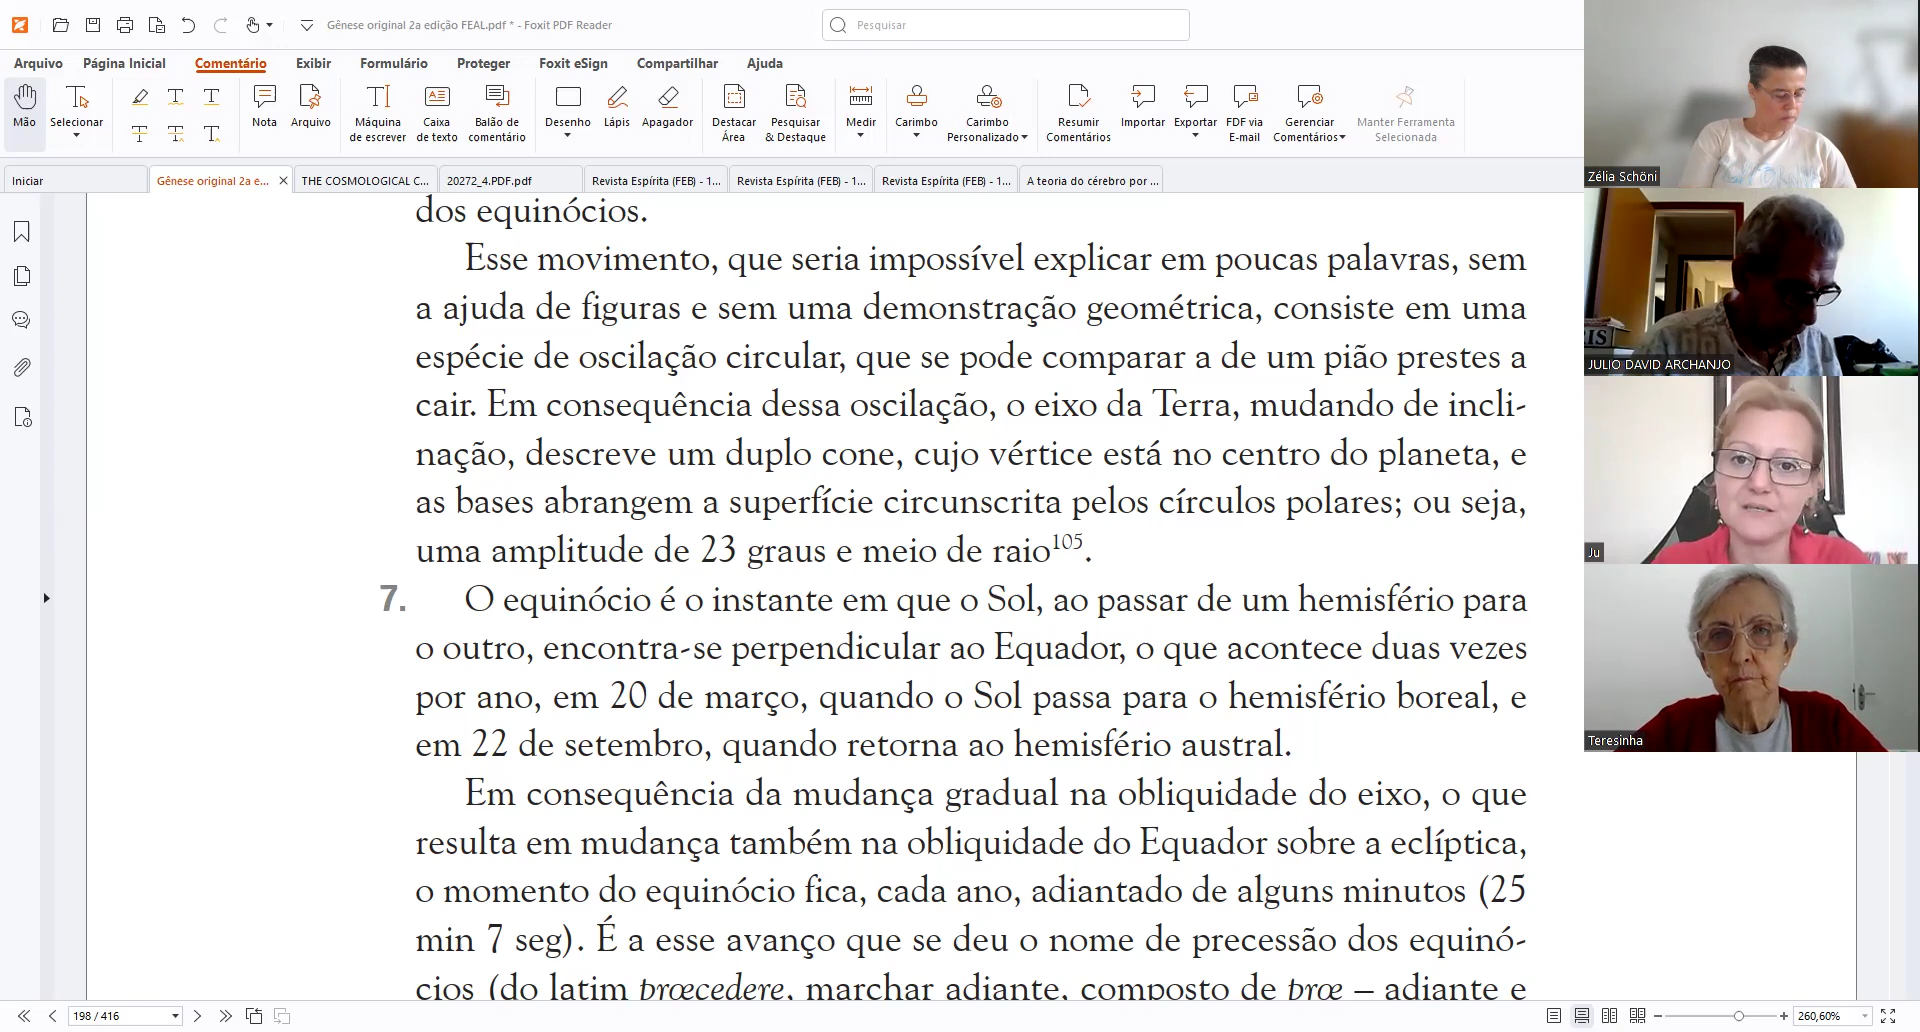 Gênese original 2a edição FEAL.pdf * - Foxit PDF Reader
Pesquisar
Arquivo Página Inicial Comentário Exibir Formulário Proteger Foxit eSign Compartilhar Ajuda
Mão Selecionar Nota Arquivo Máquina de escrever Caixa de texto Balão de comentário Desenho Lápis Apagador Destacar Área Pesquisar & Destaque Medir Carimbo Carimbo Personalizado Resumir Comentários Importar Exportar FDF via E-mail Gerenciar Comentários Manter Ferramenta Selecionada
Iniciar Gênese original 2a e... THE COSMOLOGICAL C... 20272_4.PDF.pdf Revista Espírita (FEB) - 1... Revista Espírita (FEB) - 1... Revista Espírita (FEB) - 1... A teoria do cérebro por ...
dos equinócios.
Esse movimento, que seria impossível explicar em poucas palavras, sem
a ajuda de figuras e sem uma demonstração geométrica, consiste em uma
espécie de oscilação circular, que se pode comparar a de um pião prestes a
cair. Em consequência dessa oscilação, o eixo da Terra, mudando de incli-
nação, descreve um duplo cone, cujo vértice está no centro do planeta, e
as bases abrangem a superfície circunscrita pelos círculos polares; ou seja,
uma amplitude de 23 graus e meio de raio105.
7. O equinócio é o instante em que o Sol, ao passar de um hemisfério para
o outro, encontra-se perpendicular ao Equador, o que acontece duas vezes
por ano, em 20 de março, quando o Sol passa para o hemisfério boreal, e
em 22 de setembro, quando retorna ao hemisfério austral.
Em consequência da mudança gradual na obliquidade do eixo, o que
resulta em mudança também na obliquidade do Equador sobre a eclíptica,
o momento do equinócio fica, cada ano, adiantado de alguns minutos (25
min 7 seg). É a esse avanço que se deu o nome de precessão dos equinó-
cios (do latim præcedere, marchar adiante, composto de præ – adiante e
198 / 416
260,60%
Zélia Schöni
JULIO DAVID ARCHANJO
Ju
Teresinha